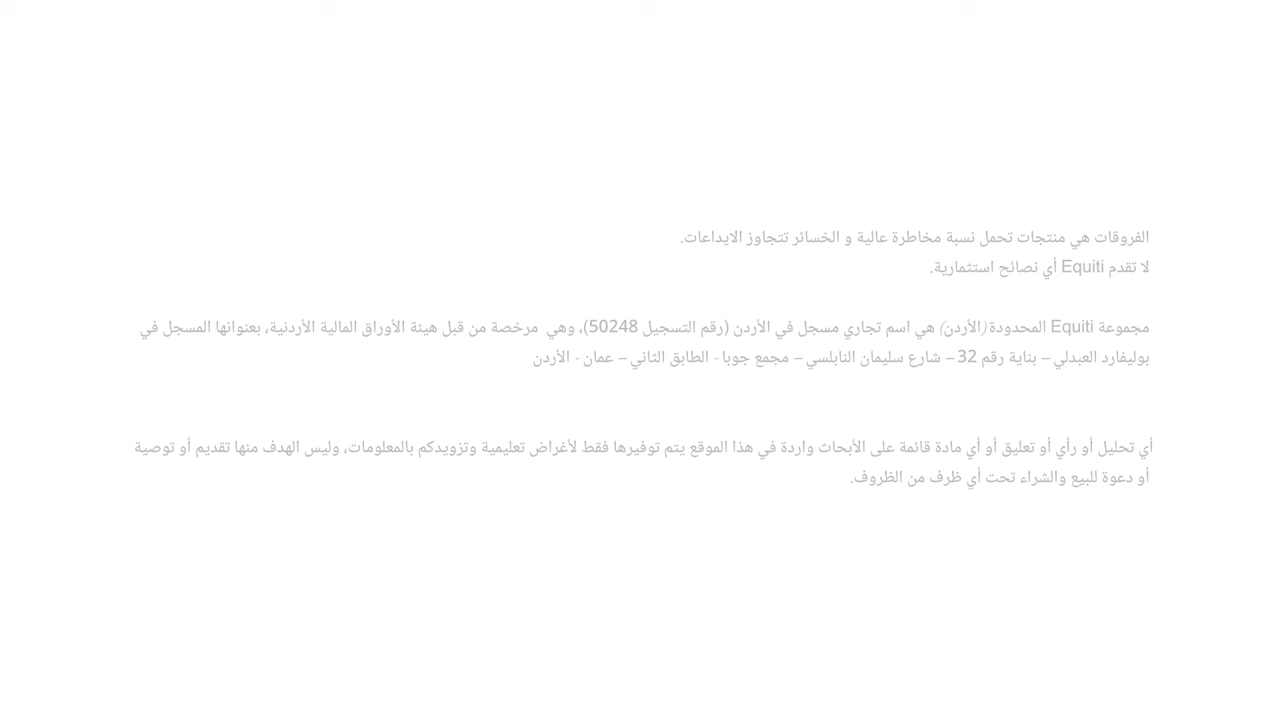 الفروقات هي منتجات تحمل نسبة مخاطرة عالية و الخسائر تتجاوز الايداعات.
لا تقدم Equiti أي نصائح استثمارية.
مجموعة Equiti المحدودة (الأردن) هي اسم تجاري مسجل في الأردن (رقم التسجيل 50248)، وهي مرخصة من قبل هيئة الأوراق المالية الأردنية، بعنوانها المسجل في
بوليفارد العبدلي – بناية رقم 32 – شارع سليمان النابلسي – مجمع جوبا - الطابق الثاني – عمان - الأردن
أي تحليل أو رأي أو تعليق أو أي مادة قائمة على الأبحاث واردة في هذا الموقع يتم توفيرها فقط لأغراض تعليمية وتزويدكم بالمعلومات، وليس الهدف منها تقديم أو توصية
أو دعوة للبيع والشراء تحت أي ظرف من الظروف.